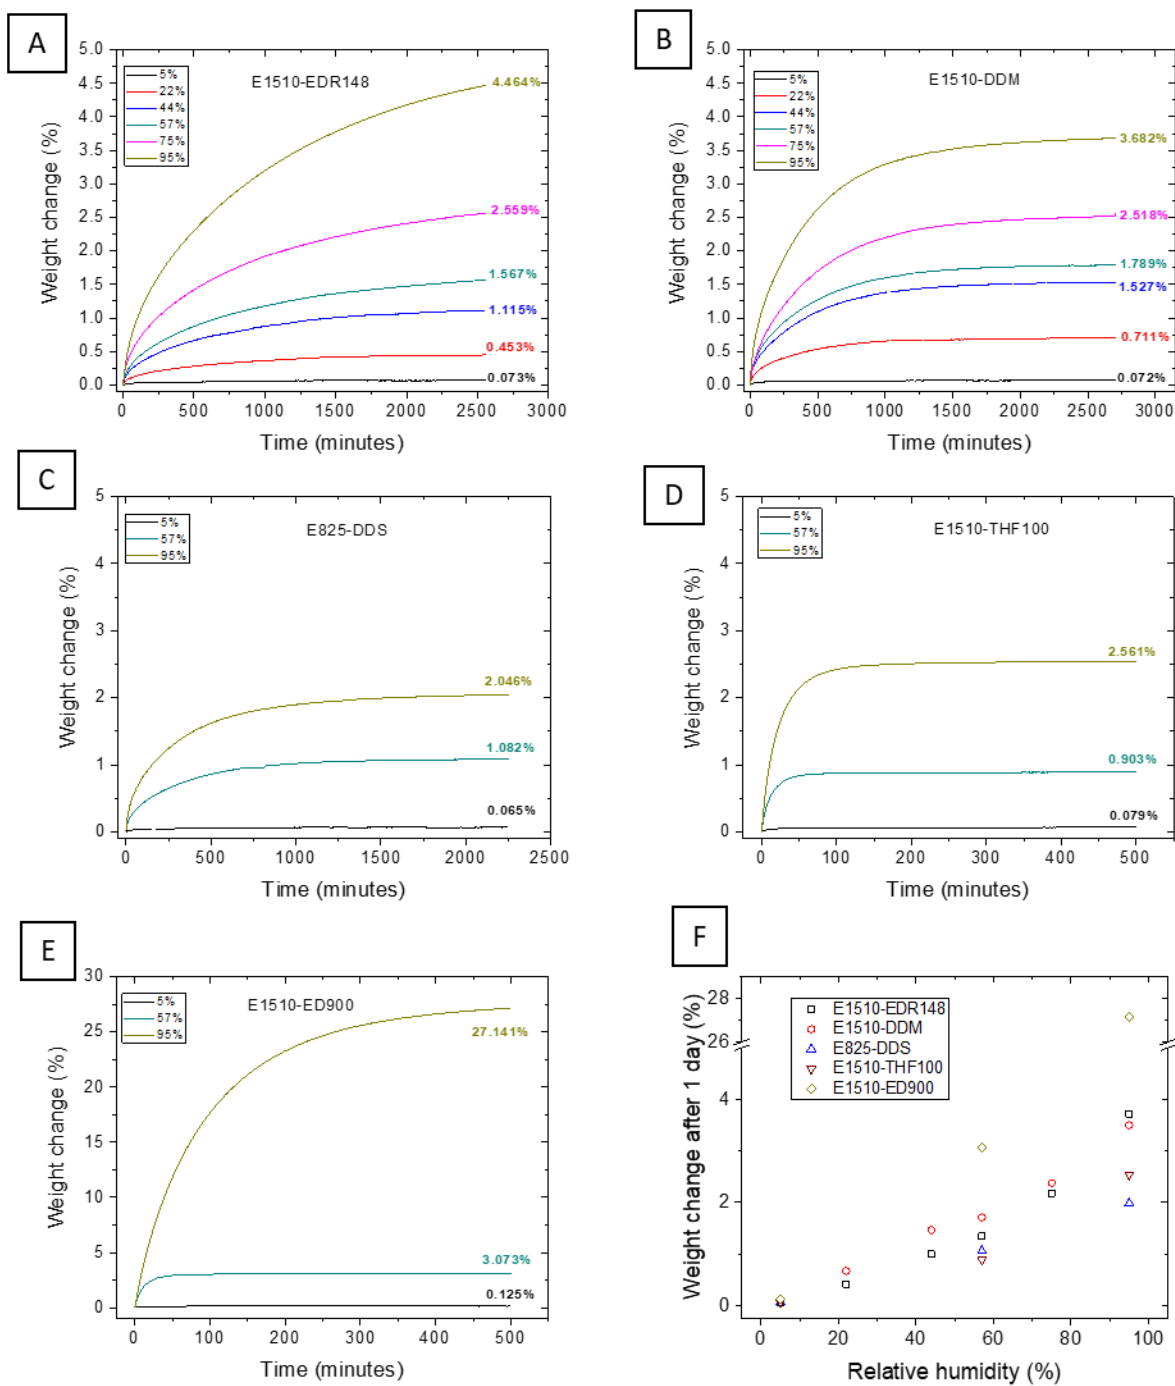 A
E1510-EDR148
5%
22%
44%
57%
75%
95%
4.464%
2.559%
1.567%
1.115%
0.453%
0.073%
5.0
4.5
4.0
3.5
3.0
2.5
2.0
1.5
1.0
0.5
0.0
Weight change (%)
0 500 1000 1500 2000 2500 3000
Time (minutes)
B
E1510-DDM
5%
22%
44%
57%
75%
95%
3.682%
2.518%
1.789%
1.527%
0.711%
0.072%
5.0
4.5
4.0
3.5
3.0
2.5
2.0
1.5
1.0
0.5
0.0
Weight change (%)
0 500 1000 1500 2000 2500 3000
Time (minutes)
C
E825-DDS
5%
57%
95%
2.046%
1.082%
0.065%
5
4
3
2
1
0
Weight change (%)
0 500 1000 1500 2000 2500
Time (minutes)
D
E1510-THF100
5%
57%
95%
2.561%
0.903%
0.079%
5
4
3
2
1
0
Weight change (%)
0 100 200 300 400 500
Time (minutes)
E
E1510-ED900
5%
57%
95%
27.141%
3.073%
0.125%
30
25
20
15
10
5
0
Weight change (%)
0 100 200 300 400 500
Time (minutes)
F
E1510-EDR148
E1510-DDM
E825-DDS
E1510-THF100
E1510-ED900
28
26
4
2
0
Weight change after 1 day (%)
0 20 40 60 80 100
Relative humidity (%)